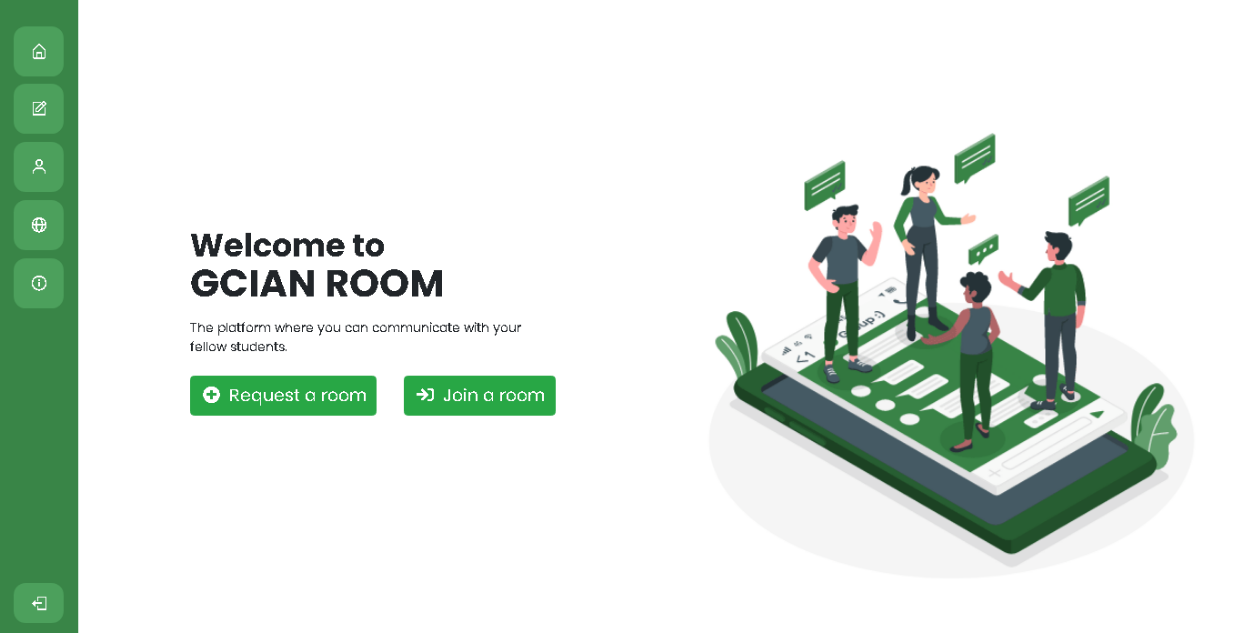 Welcome to
GCIAN ROOM
The platform where you can communicate with your
fellow students.
Request a room
Join a room